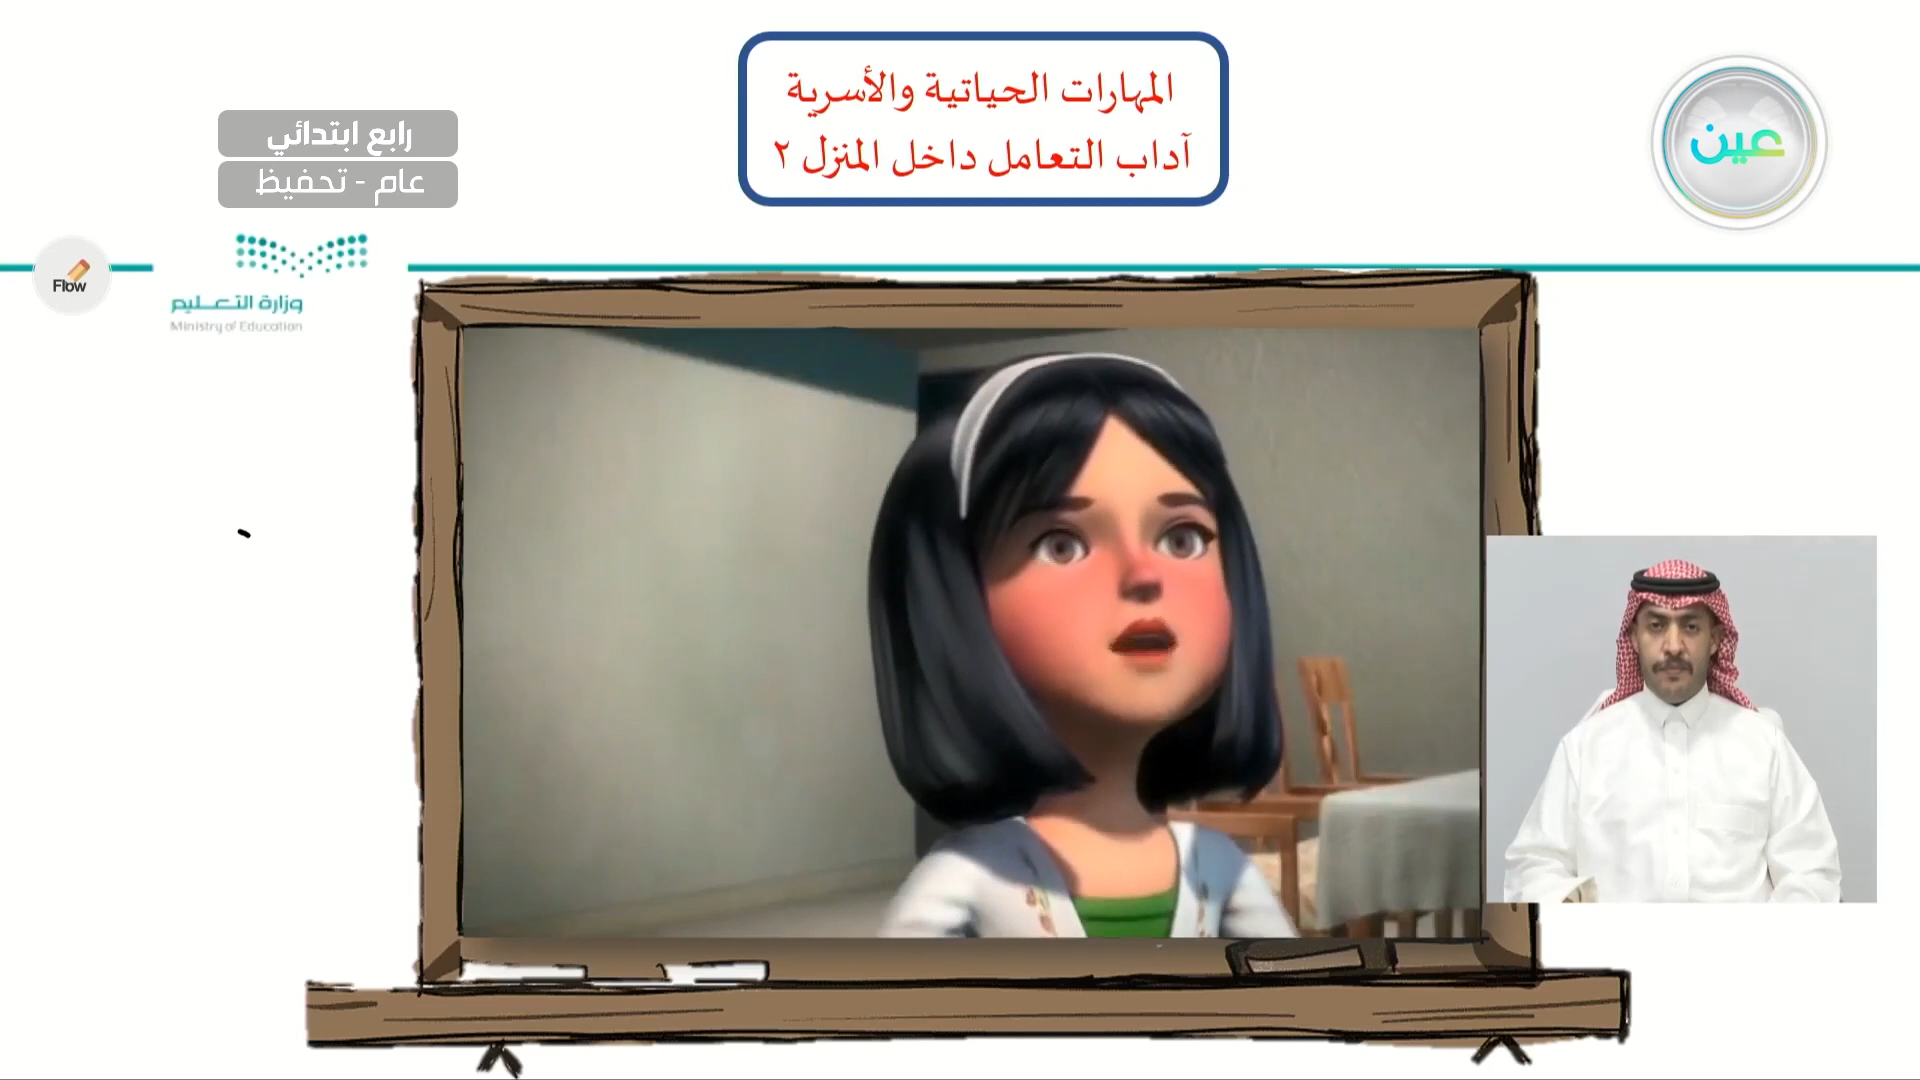 المهارات الحياتية والأسرية
آداب التعامل داخل المنزل ٢
عين
رابع ابتدائي
عام - تحفيظ
Flow
وزارة التعليم
Ministry of Education